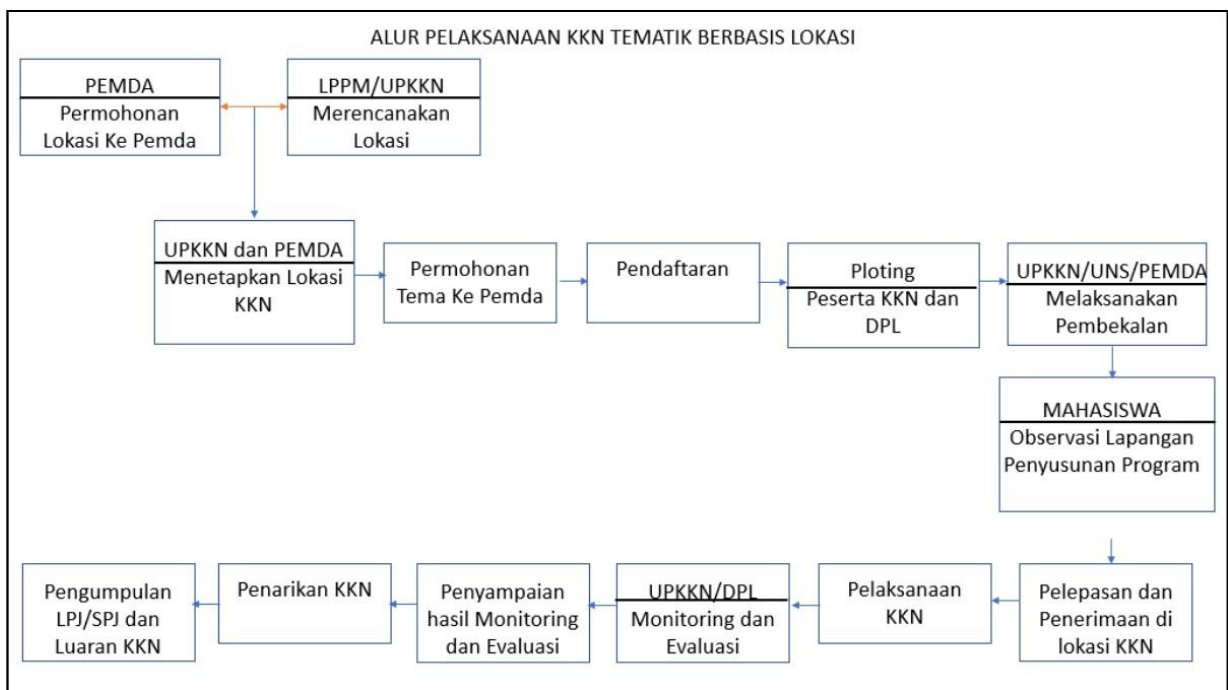 ALUR PELAKSANAAN KKN TEMATIK BERBASIS LOKASI
PEMDA
Permohonan
Lokasi Ke Pemda
LPPM/UPKKN
Merencanakan
Lokasi
UPKKN dan PEMDA
Menetapkan Lokasi
KKN
Permohonan
Tema Ke Pemda
Pendaftaran
Ploting
Peserta KKN dan
DPL
UPKKN/UNS/PEMDA
Melaksanakan
Pembekalan
MAHASISWA
Observasi Lapangan
Penyusunan Program
Pelepasan dan
Penerimaan di
lokasi KKN
Pelaksanaan
KKN
UPKKN/DPL
Monitoring dan
Evaluasi
Penyampaian
hasil Monitoring
dan Evaluasi
Penarikan KKN
Pengumpulan
LPJ/SPJ dan
Luaran KKN